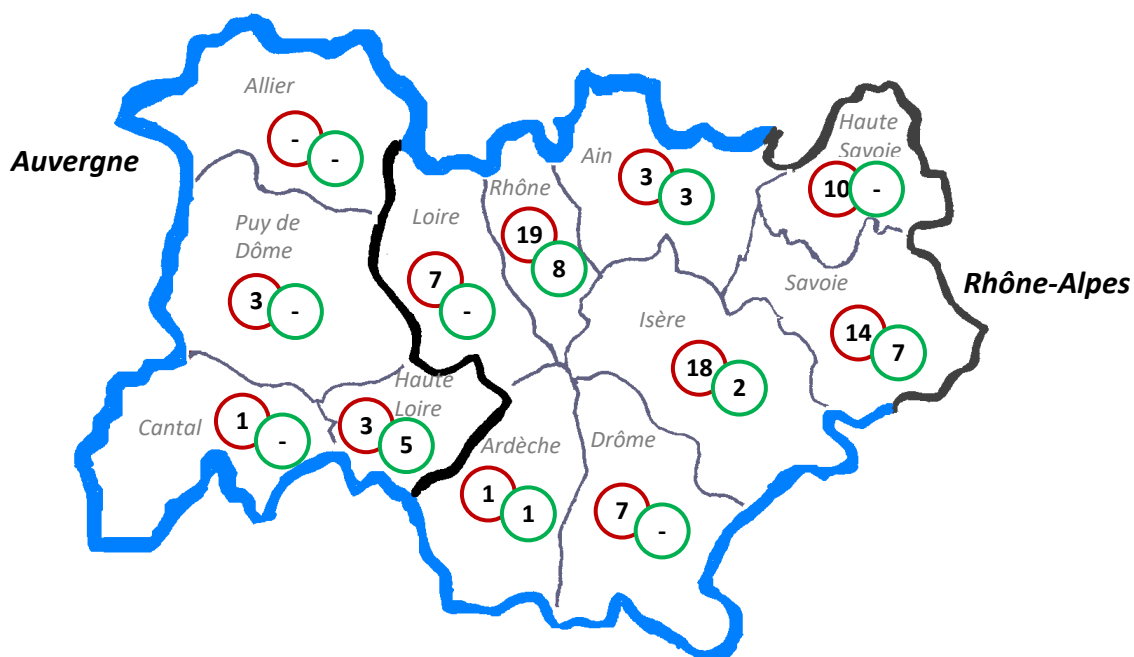 Allier
-
-
Auvergne
Puy de
Dôme
3
-
Cantal
1
-
Haute
Loire
3
5
Loire
7
-
Rhône
19
8
Ain
3
3
Haute
Savoie
10
-
Rhône-Alpes
Savoie
14
7
Isère
18
2
Ardèche
1
1
Drôme
7
-